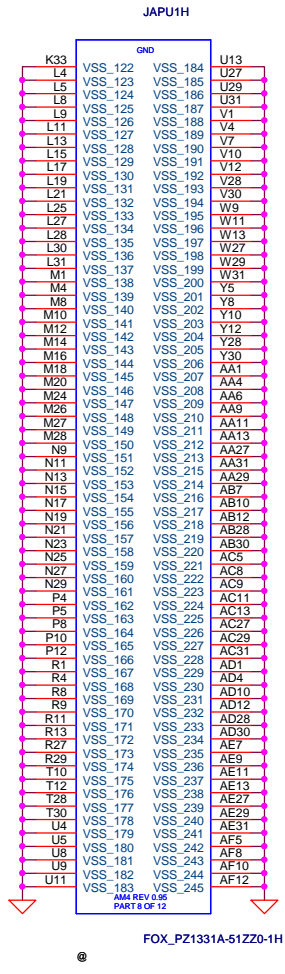 JAPU1H
GND
K33 VSS_122 VSS_184 U13
L4 VSS_123 VSS_185 U27
L5 VSS_124 VSS_186 U29
L8 VSS_125 VSS_187 U31
L9 VSS_126 VSS_188 V1
L11 VSS_127 VSS_189 V4
L13 VSS_128 VSS_190 V7
L15 VSS_129 VSS_191 V10
L17 VSS_130 VSS_192 V12
L19 VSS_131 VSS_193 V28
L21 VSS_132 VSS_194 V30
L25 VSS_133 VSS_195 W9
L27 VSS_134 VSS_196 W11
L28 VSS_135 VSS_197 W13
L30 VSS_136 VSS_198 W27
L31 VSS_137 VSS_199 W29
M1 VSS_138 VSS_200 W31
M4 VSS_139 VSS_201 Y5
M8 VSS_140 VSS_202 Y8
M10 VSS_141 VSS_203 Y10
M12 VSS_142 VSS_204 Y12
M14 VSS_143 VSS_205 Y28
M16 VSS_144 VSS_206 Y30
M18 VSS_145 VSS_207 AA1
M20 VSS_146 VSS_208 AA4
M24 VSS_147 VSS_209 AA6
M26 VSS_148 VSS_210 AA9
M27 VSS_149 VSS_211 AA11
M28 VSS_150 VSS_212 AA13
N9 VSS_151 VSS_213 AA27
N11 VSS_152 VSS_215 AA31
N13 VSS_153 VSS_214 AA29
N15 VSS_154 VSS_216 AB7
N17 VSS_155 VSS_217 AB10
N19 VSS_156 VSS_218 AB12
N21 VSS_157 VSS_219 AB28
N23 VSS_158 VSS_220 AB30
N25 VSS_159 VSS_221 AC5
N27 VSS_160 VSS_222 AC8
N29 VSS_161 VSS_223 AC9
P4 VSS_162 VSS_224 AC11
P5 VSS_163 VSS_225 AC13
P8 VSS_164 VSS_226 AC27
P10 VSS_165 VSS_227 AC29
P12 VSS_166 VSS_228 AC31
R1 VSS_167 VSS_229 AD1
R4 VSS_168 VSS_230 AD4
R8 VSS_169 VSS_231 AD10
R9 VSS_170 VSS_232 AD12
R11 VSS_171 VSS_233 AD28
R13 VSS_172 VSS_234 AD30
R27 VSS_173 VSS_235 AE7
R29 VSS_174 VSS_236 AE9
T10 VSS_175 VSS_237 AE11
T12 VSS_176 VSS_238 AE13
T28 VSS_177 VSS_239 AE27
T30 VSS_178 VSS_240 AE29
U4 VSS_179 VSS_241 AE31
U5 VSS_180 VSS_242 AF5
U8 VSS_181 VSS_243 AF8
U9 VSS_182 VSS_244 AF10
U11 VSS_183 VSS_245 AF12
AM4 REV 0.95
PART 8 OF 12
FOX_PZ1331A-51ZZ0-1H
@